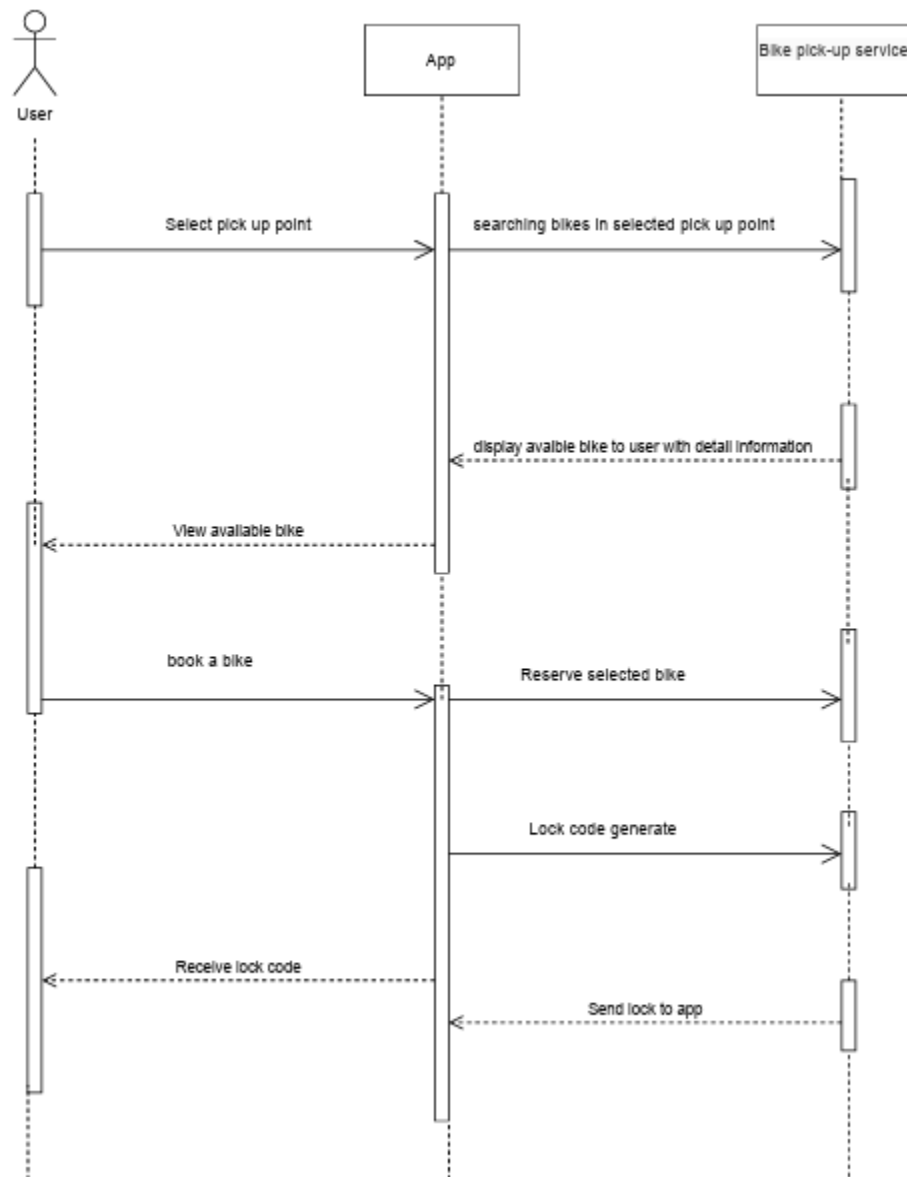 User
App
Bike pick-up service
Select pick up point
searching bikes in selected pick up point
display avaible bike to user with detail information
View available bike
book a bike
Reserve selected bike
Lock code generate
Receive lock code
Send lock to app